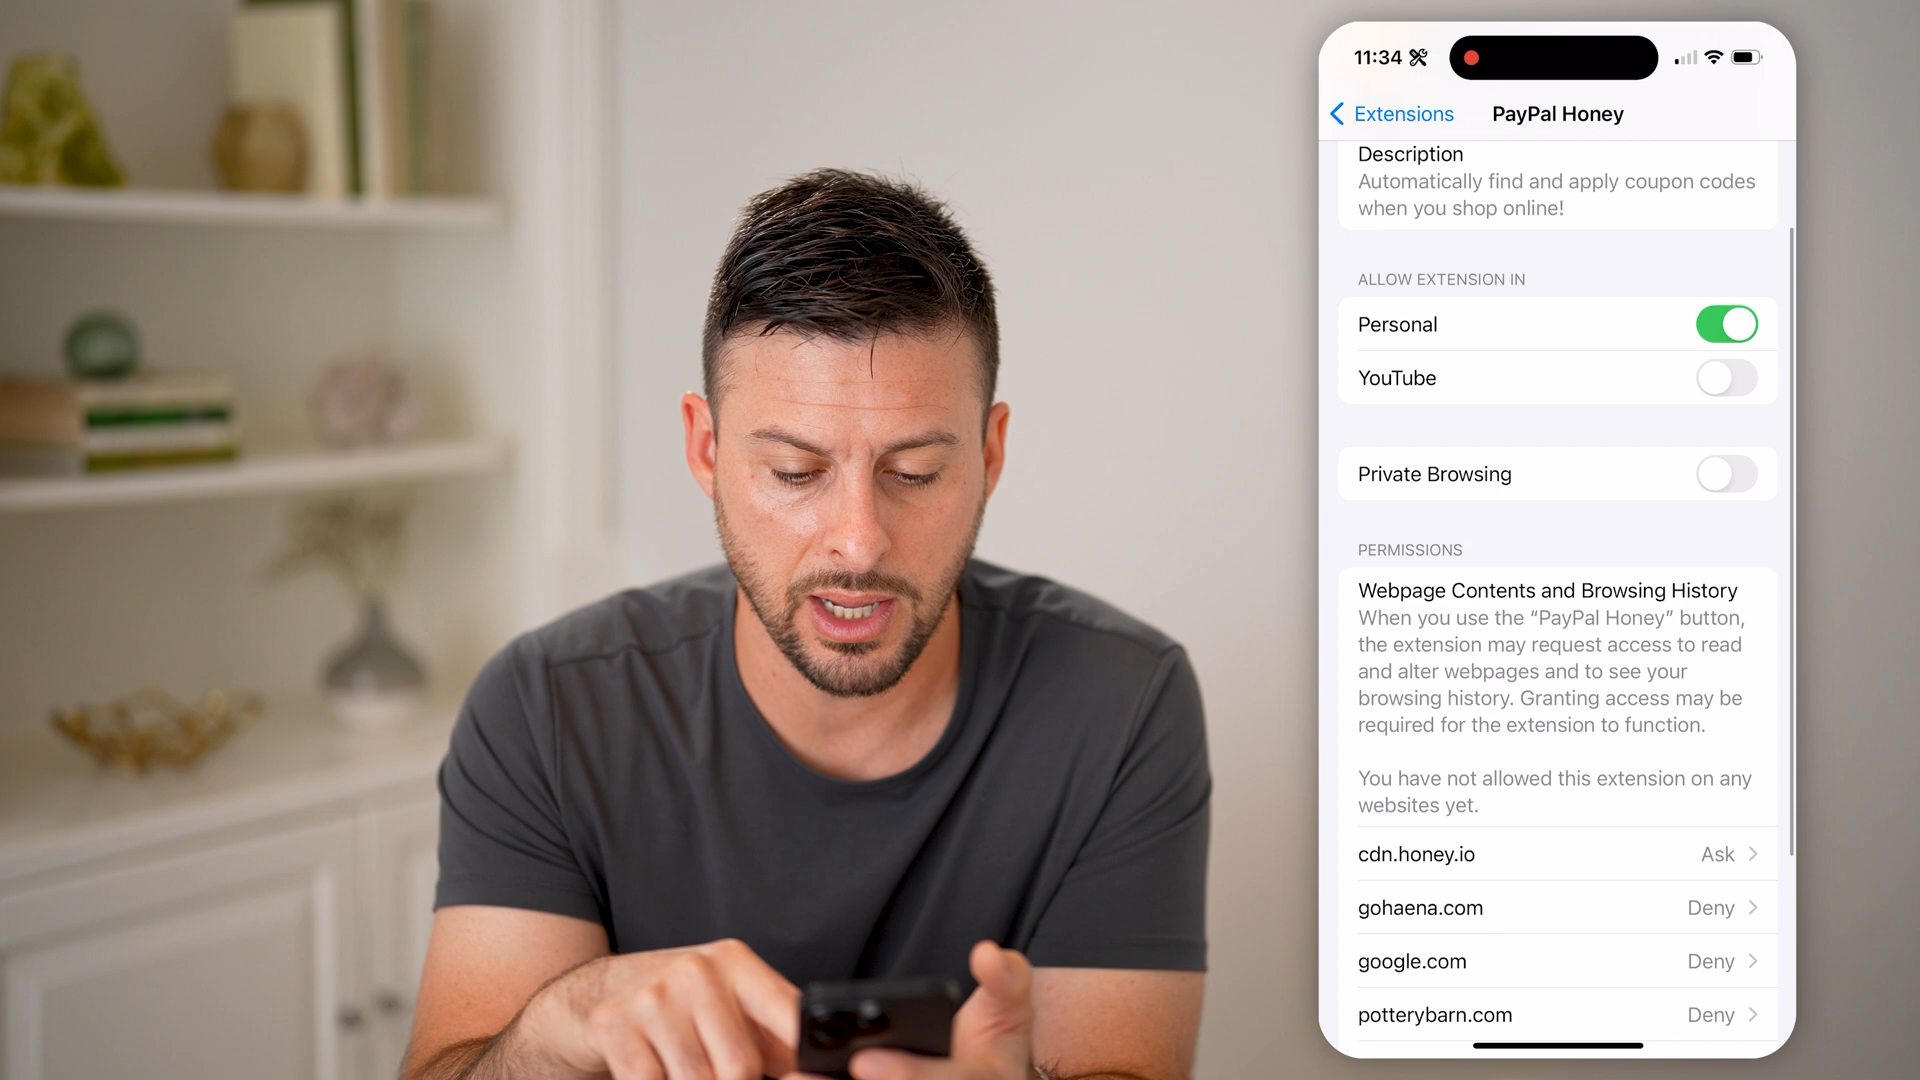 11:34
Extensions
PayPal Honey
Description
Automatically find and apply coupon codes
when you shop online!
ALLOW EXTENSION IN
Personal
YouTube
Private Browsing
PERMISSIONS
Webpage Contents and Browsing History
When you use the “PayPal Honey” button,
the extension may request access to read
and alter webpages and to see your
browsing history. Granting access may be
required for the extension to function.
You have not allowed this extension on any
websites yet.
cdn.honey.io Ask
gohaena.com Deny
google.com Deny
potterybarn.com Deny